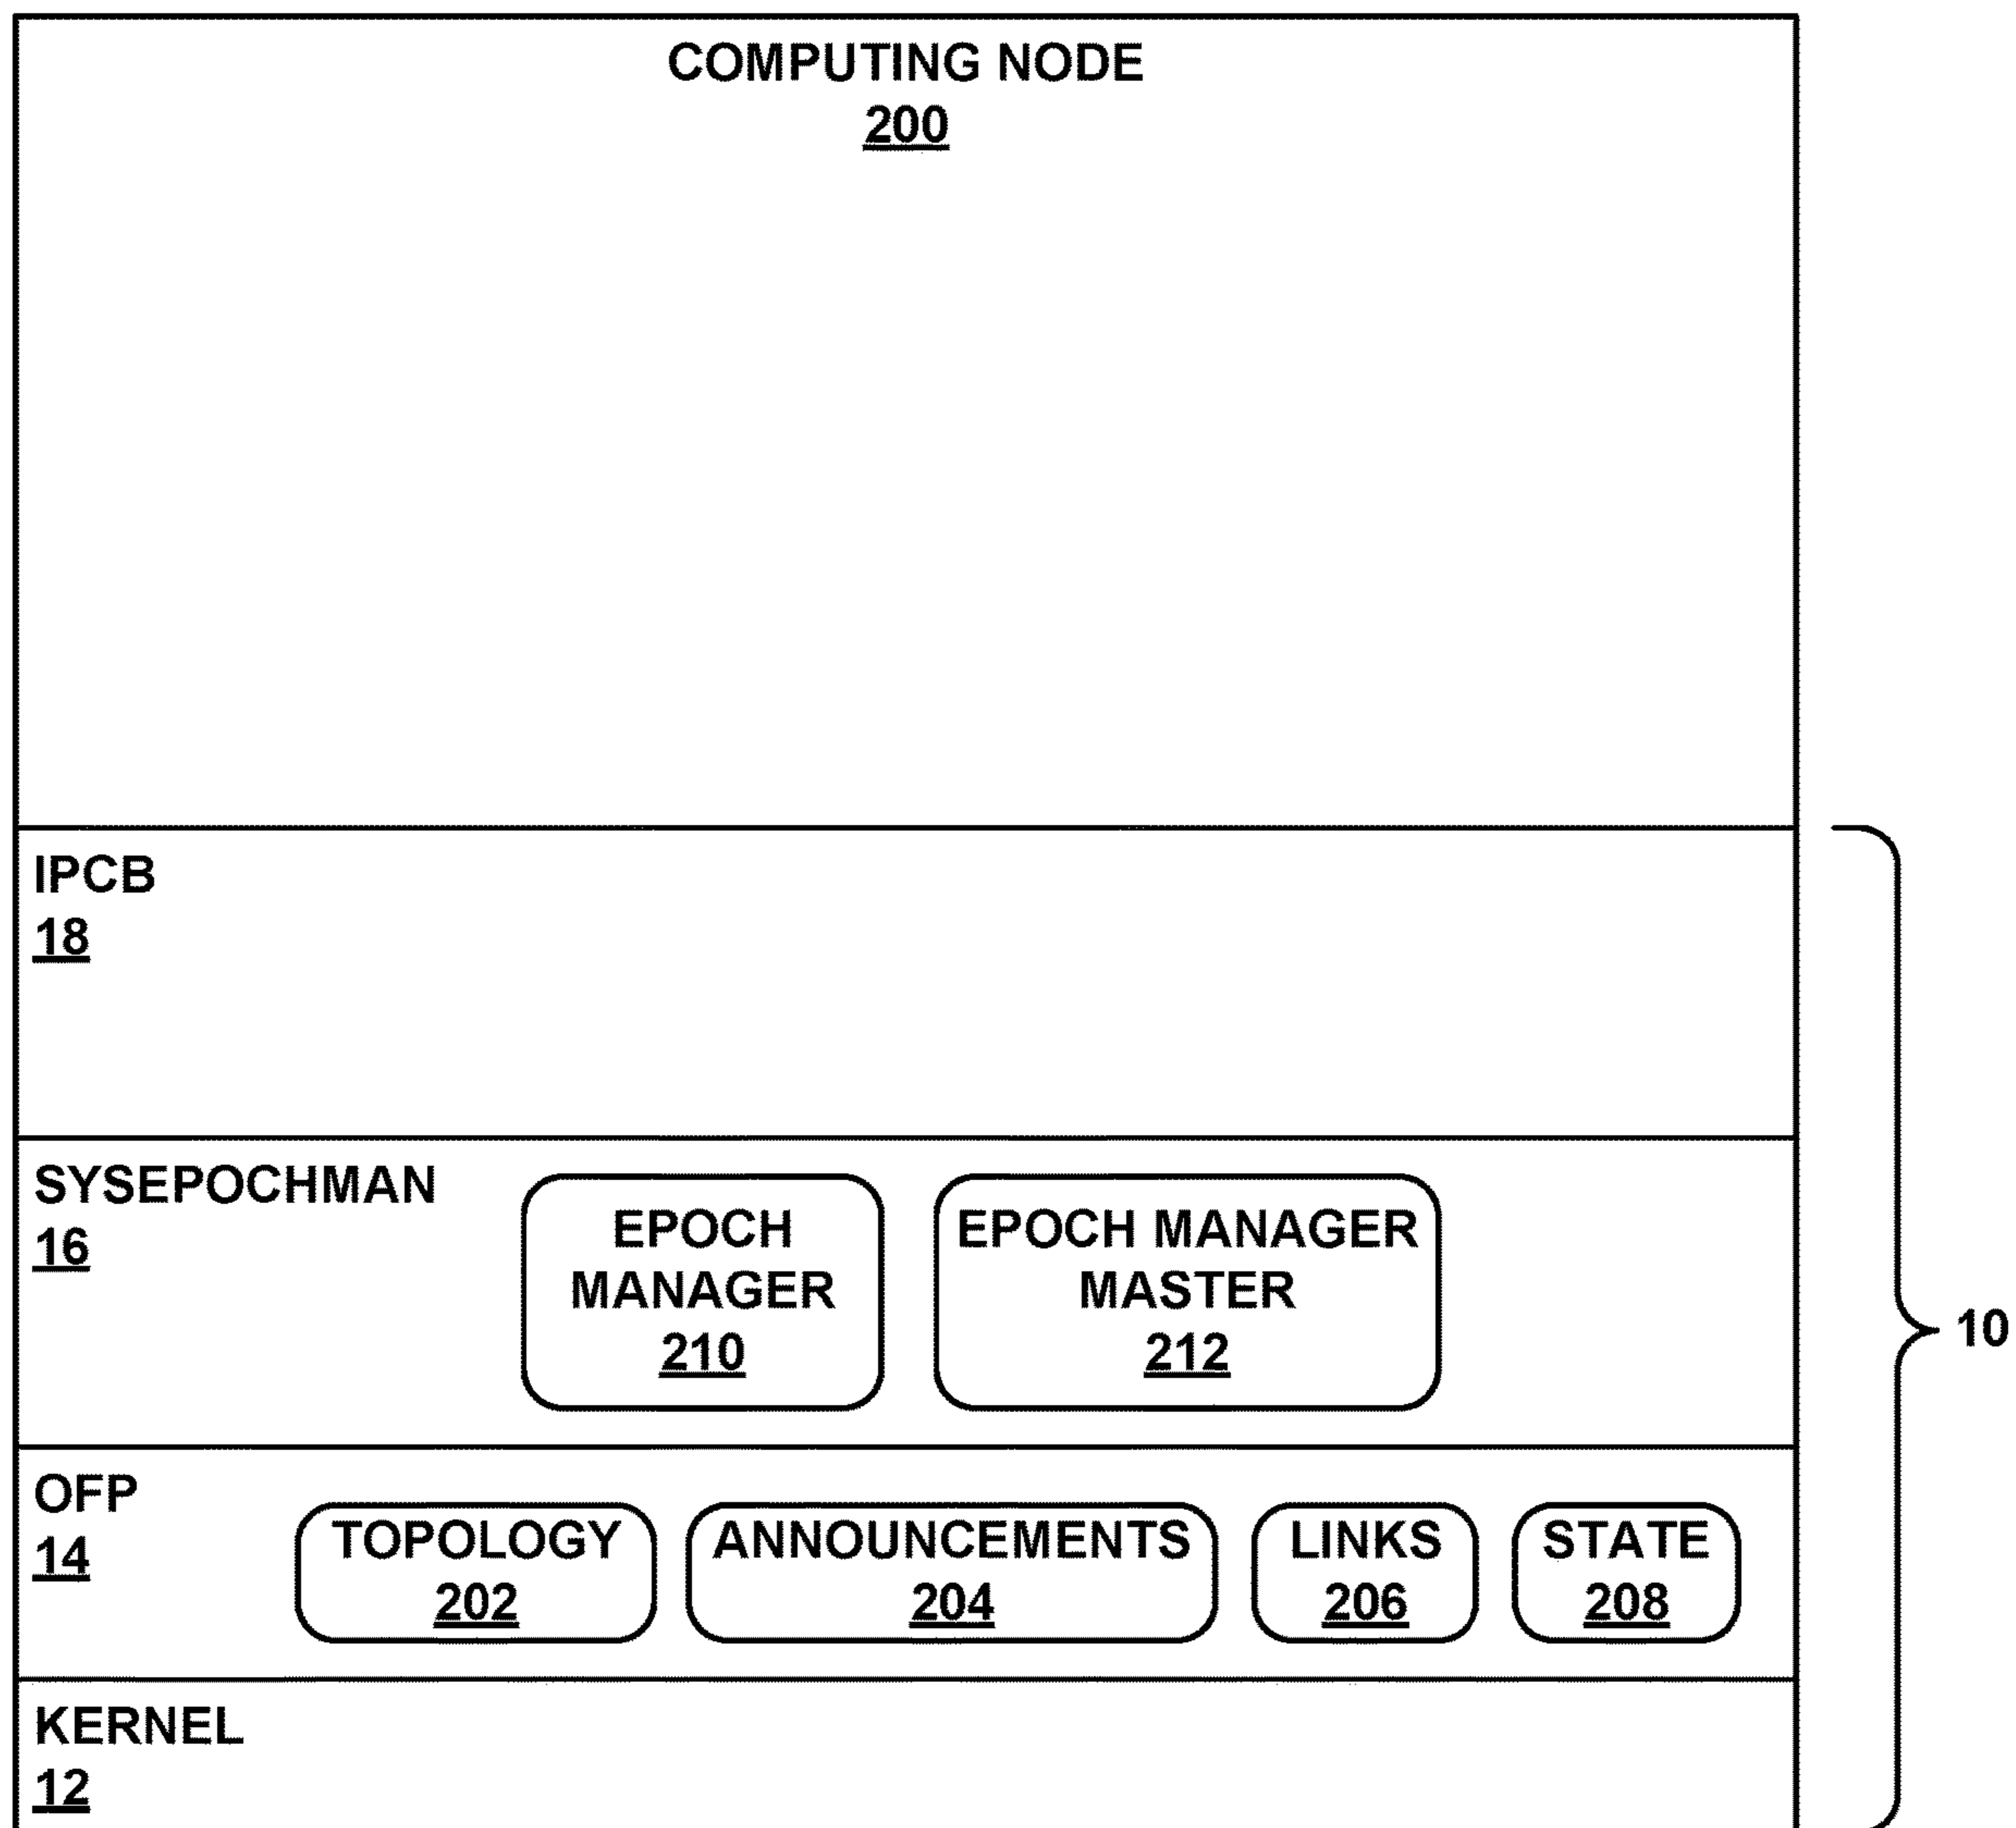 COMPUTING NODE
200
IPCB
18
SYSEPOCHMAN
16
EPOCH
MANAGER
210
EPOCH MANAGER
MASTER
212
10
OFP
14
TOPOLOGY
202
ANNOUNCEMENTS
204
LINKS
206
STATE
208
KERNEL
12